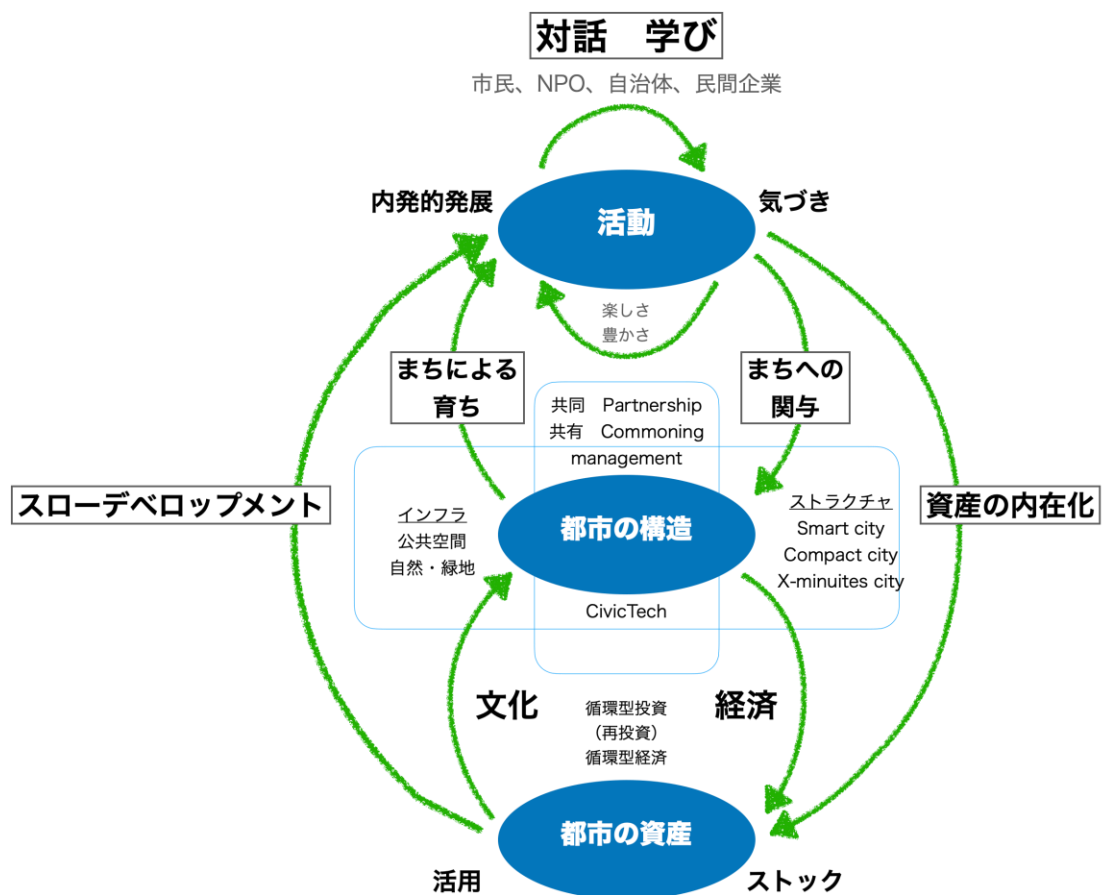 対話　学び
市民、NPO、自治体、民間企業
内発的発展
活動
気づき
楽しさ
豊かさ
まちによる
育ち
まちへの
関与
共同　Partnership
共有　Commoning
management
スローデベロップメント
インフラ
公共空間
自然・緑地
都市の構造
ストラクチャ
Smart city
Compact city
X-minuites city
資産の内在化
CivicTech
文化
循環型投資
（再投資）
循環型経済
経済
都市の資産
活用
ストック